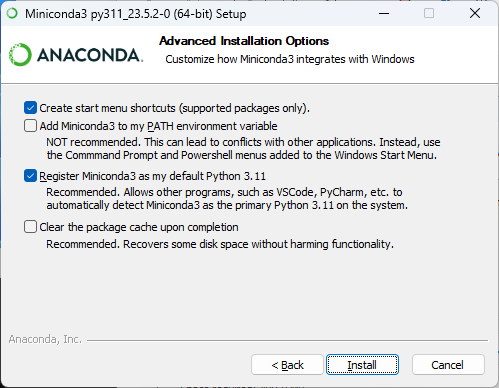 Miniconda3 py311_23.5.2-0 (64-bit) Setup
ANACONDA.
Advanced Installation Options
Customize how Miniconda3 integrates with Windows
Create start menu shortcuts (supported packages only).
Add Miniconda3 to my PATH environment variable
NOT recommended. This can lead to conflicts with other applications. Instead, use
the Commmand Prompt and Powershell menus added to the Windows Start Menu.
Register Miniconda3 as my default Python 3.11
Recommended. Allows other programs, such as VSCode, PyCharm, etc. to
automatically detect Miniconda3 as the primary Python 3.11 on the system.
Clear the package cache upon completion
Recommended. Recovers some disk space without harming functionality.
Anaconda, Inc.
< Back
Install
Cancel